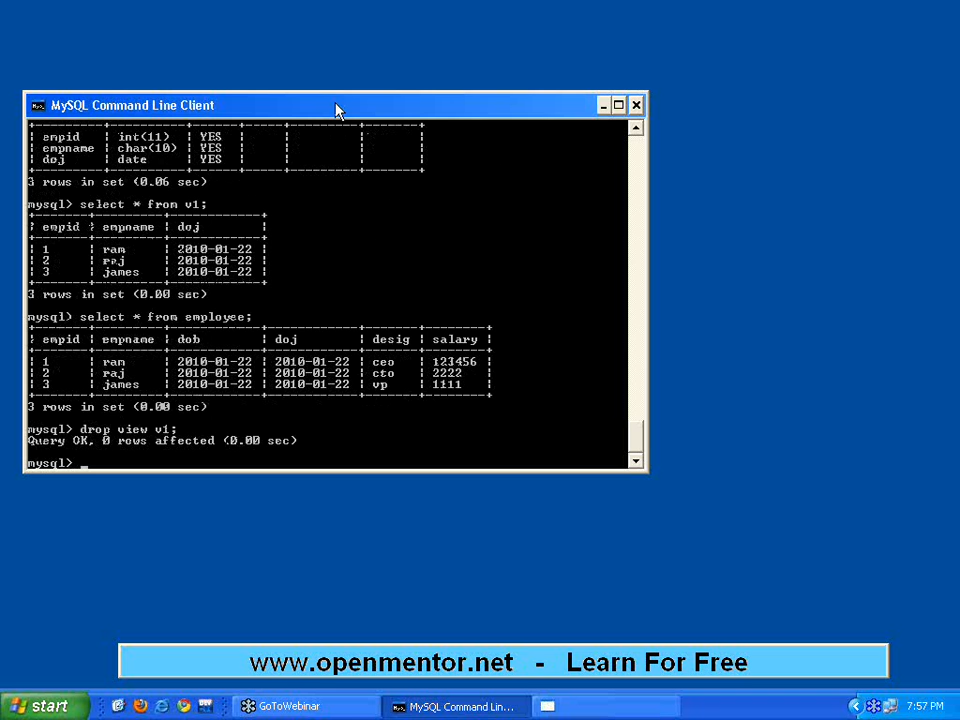 MySQL Command Line Client
| empid | int(11) | YES | | | |
| empname | char(10) | YES | | | |
| doj | date | YES | | | |
3 rows in set (0.06 sec)
mysql> select * from v1;
| empid | empname | doj |
| 1 | ram | 2010-01-22 |
| 2 | raj | 2010-01-22 |
| 3 | james | 2010-01-22 |
3 rows in set (0.00 sec)
mysql> select * from employee;
| empid | empname | dob | doj | desig | salary |
| 1 | ram | 2010-01-22 | 2010-01-22 | ceo | 123456 |
| 2 | raj | 2010-01-22 | 2010-01-22 | cto | 2222 |
| 3 | james | 2010-01-22 | 2010-01-22 | vp | 1111 |
3 rows in set (0.00 sec)
mysql> drop view v1;
Query OK, 0 rows affected (0.00 sec)
mysql> _
www.openmentor.net - Learn For Free
start GoToWebinar MySQL Command Lin... 7:57 PM